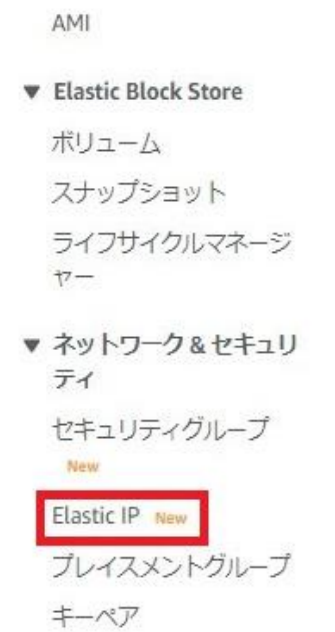 AMI
▼ Elastic Block Store
ボリューム
スナップショット
ライフサイクルマネージ
ャー
▼ ネットワーク & セキュリ
ティ
セキュリティグループ
New
Elastic IP New
プレイスメントグループ
キーペア